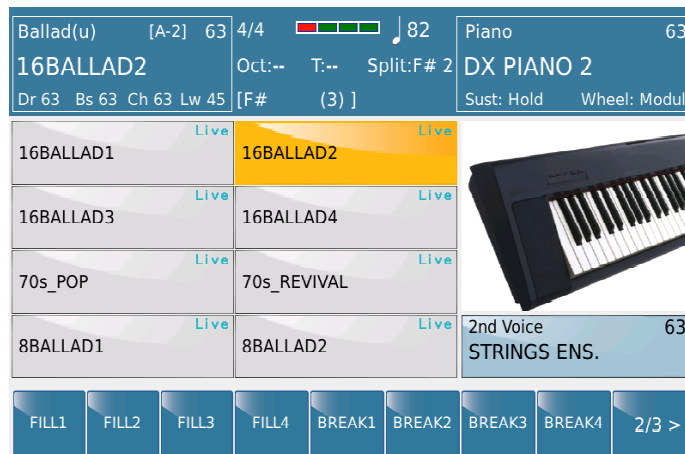 Ballad(u) [A-2] 63
16BALLAD2
Dr 63 Bs 63 Ch 63 Lw 45
4/4 82
Oct:-- T:-- Split:F# 2
[F# (3) ]
Piano 63
DX PIANO 2
Sust: Hold Wheel: Modul
Live Live
16BALLAD1 16BALLAD2
Live Live
16BALLAD3 16BALLAD4
Live Live
70s_POP 70s_REVIVAL
Live Live
8BALLAD1 8BALLAD2
2nd Voice 63
STRINGS ENS.
FILL1 FILL2 FILL3 FILL4 BREAK1 BREAK2 BREAK3 BREAK4 2/3 >